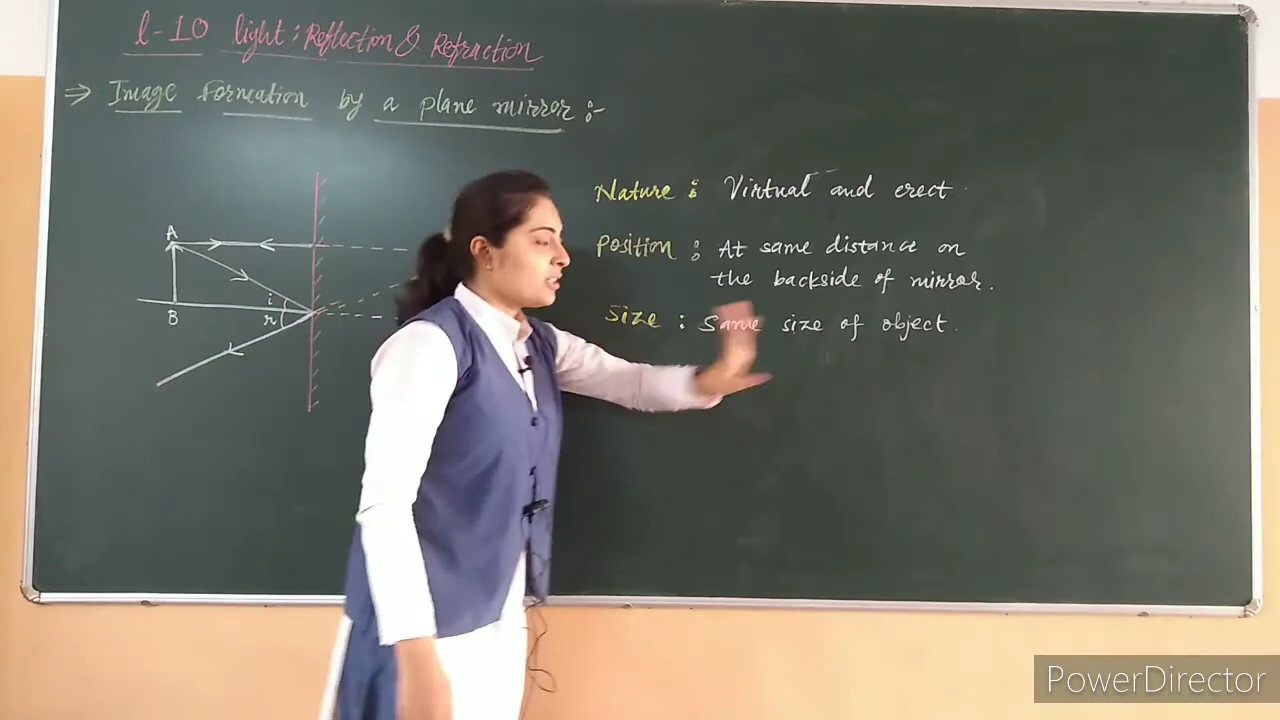 l-10 light: Reflection & Refraction
⇒ Image Formation by a plane mirror :-
Nature : Virtual and erect.
Position : At same distance on
the backside of mirror.
Size : Same size of object.
A
i
B
r
PowerDirector